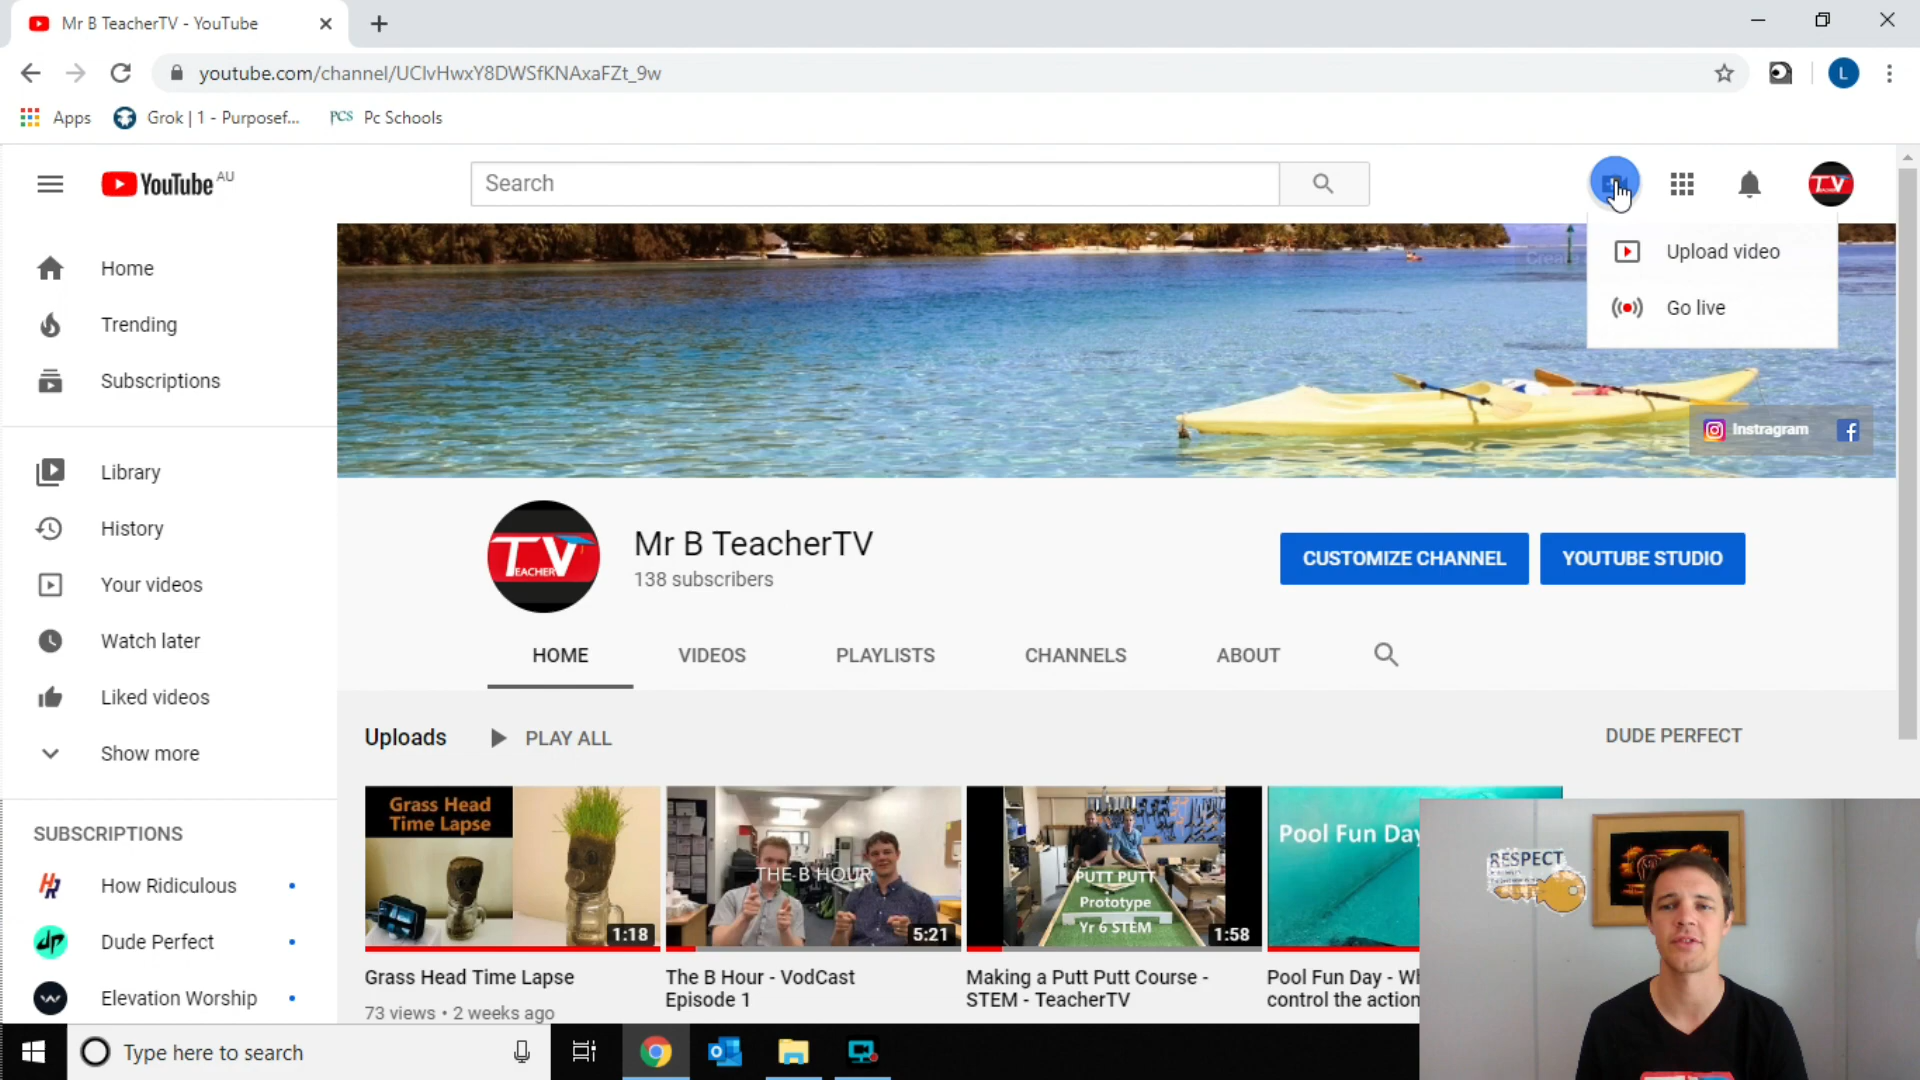 Mr B TeacherTV - YouTube
youtube.com/channel/UCIvHwxY8DWSfKNAxaFZt_9w
L
Apps
Grok | 1 - Purposef...
PCS Pc Schools
YouTube AU
Search
TV
Home
Trending
Subscriptions
Library
History
Your videos
Watch later
Liked videos
Show more
SUBSCRIPTIONS
How Ridiculous
Dude Perfect
Elevation Worship
Upload video
Go live
Instragram
TV
TEACHER
Mr B TeacherTV
138 subscribers
CUSTOMIZE CHANNEL
YOUTUBE STUDIO
HOME
VIDEOS
PLAYLISTS
CHANNELS
ABOUT
Uploads
PLAY ALL
DUDE PERFECT
Grass Head
Time Lapse
1:18
THE B HOUR
5:21
PUTT PUTT
Prototype
Yr 6 STEM
1:58
Pool Fun Day
RESPECT
Grass Head Time Lapse
73 views • 2 weeks ago
The B Hour - VodCast
Episode 1
Making a Putt Putt Course -
STEM - TeacherTV
Pool Fun Day - Wh
control the action
Type here to search